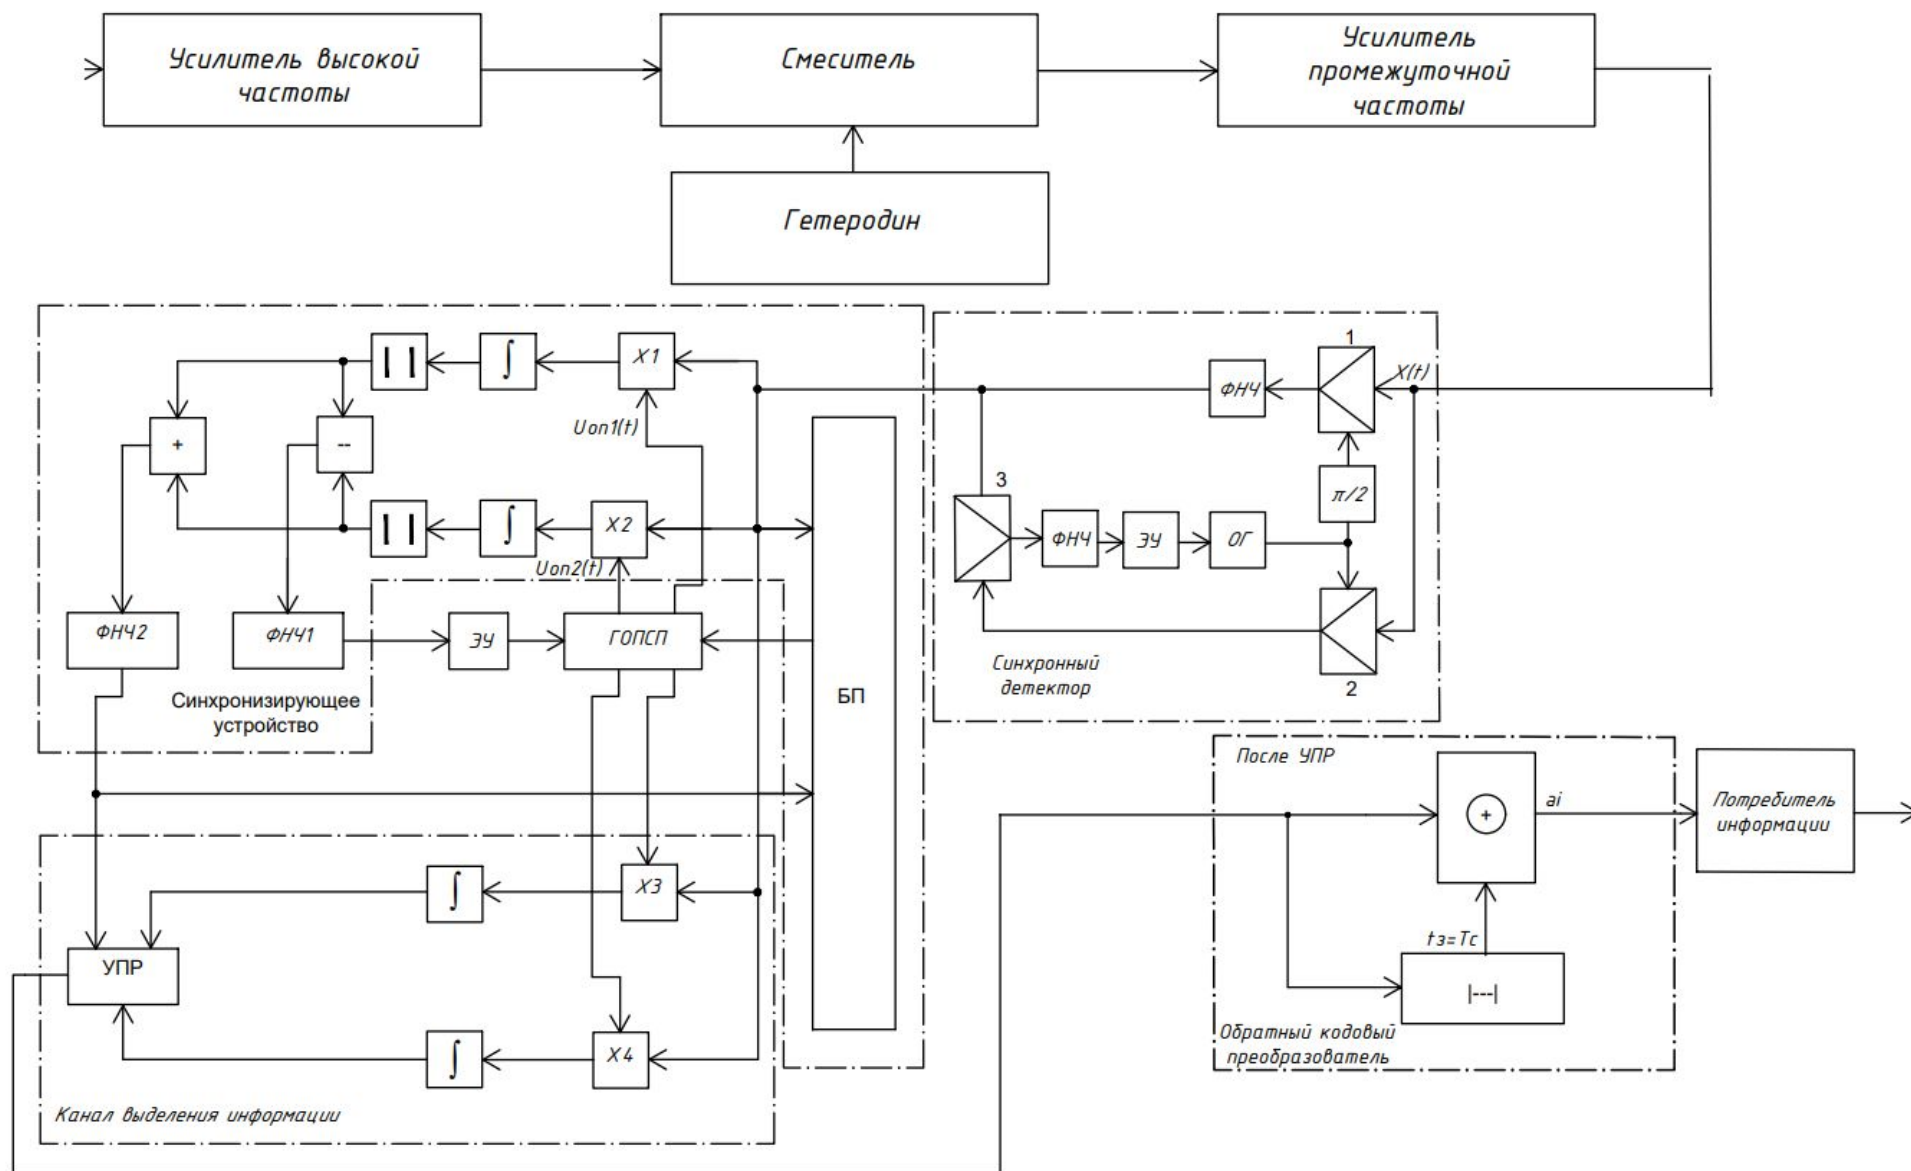 Усилитель высокой
частоты
Смеситель
Усилитель
промежуточной
частоты
Гетеродин
X1
ФНЧ
1
X(t)
Uоп1(t)
+
--
3
π/2
X2
ФНЧ
ЭУ
ОГ
Uоп2(t)
ФНЧ2
ФНЧ1
ЭУ
ГОПСП
БП
Синхронный
детектор
2
Синхронизирующее
устройство
После УПР
+
ai
Потребитель
информации
X3
tз=Tc
УПР
|---|
Обратный кодовый
преобразователь
X4
Канал выделения информации